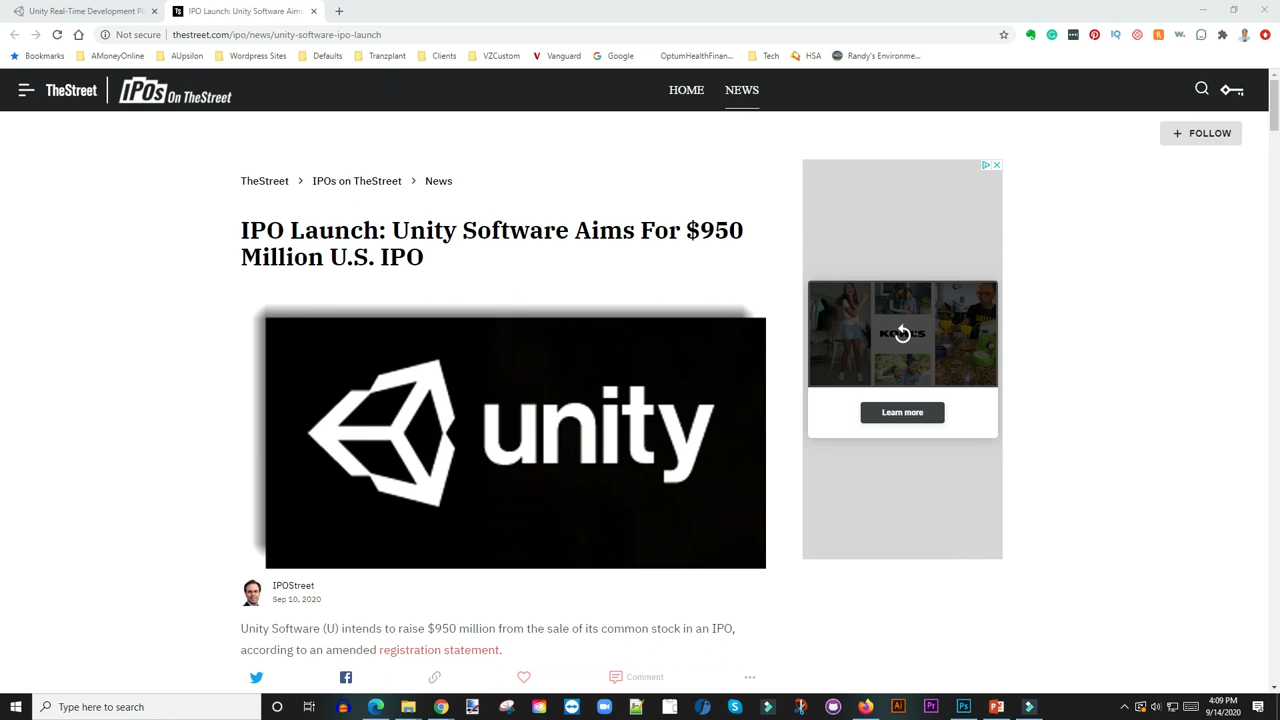 Unity Real-Time Development Pl
IPO Launch: Unity Software Aims
Not secure | thestreet.com/ipo/news/unity-software-ipo-launch
Bookmarks AMoneyOnline AUpsilon Wordpress Sites Defaults Tranzplant Clients VZCustom Vanguard Google OptumHealthFinan... Tech HSA Randy's Environme...
TheStreet IPOs On TheStreet HOME NEWS
+ FOLLOW
TheStreet > IPOs on TheStreet > News
IPO Launch: Unity Software Aims For $950
Million U.S. IPO
unity
KOHL'S
Learn more
IPOStreet
Sep 10, 2020
Unity Software (U) intends to raise $950 million from the sale of its common stock in an IPO,
according to an amended registration statement.
Comment
Type here to search
4:09 PM
9/14/2020